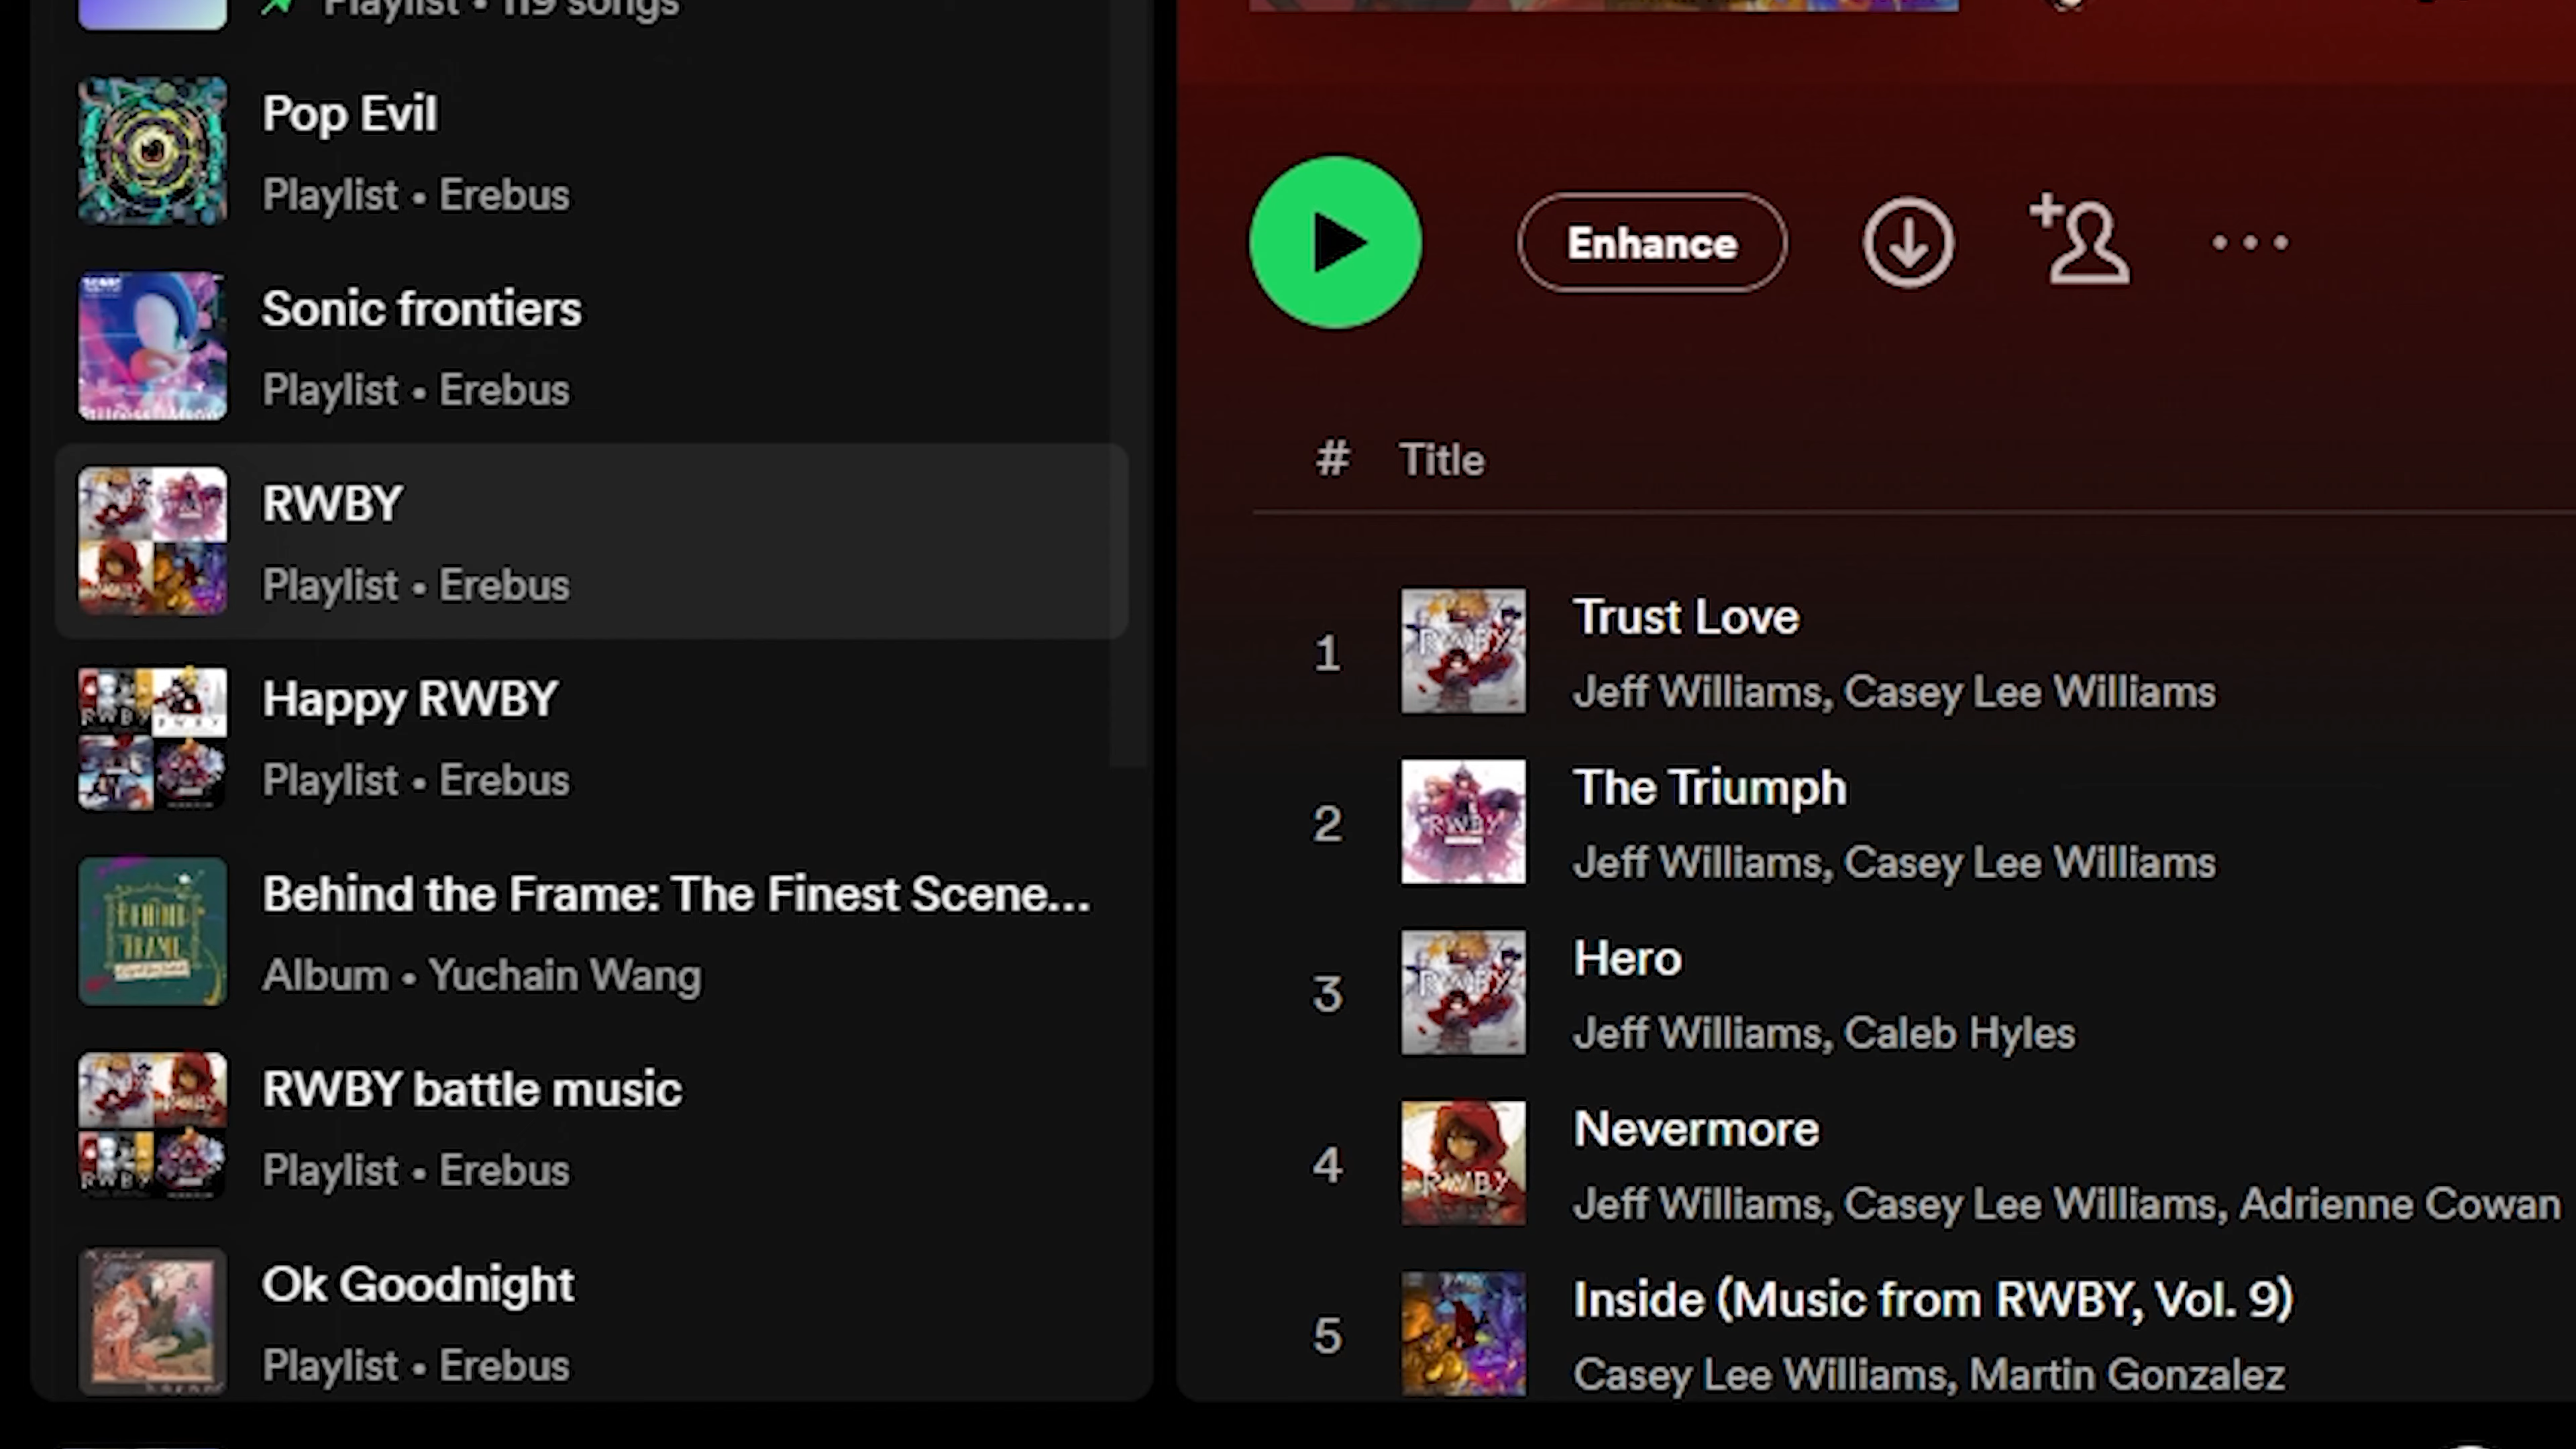 Playlist • 119 songs
Pop Evil
Playlist • Erebus
Sonic frontiers
Playlist • Erebus
RWBY
Playlist • Erebus
Happy RWBY
Playlist • Erebus
Behind the Frame: The Finest Scene...
Album • Yuchain Wang
RWBY battle music
Playlist • Erebus
Ok Goodnight
Playlist • Erebus
Enhance
# Title
1
Trust Love
Jeff Williams, Casey Lee Williams
2
The Triumph
Jeff Williams, Casey Lee Williams
3
Hero
Jeff Williams, Caleb Hyles
4
Nevermore
Jeff Williams, Casey Lee Williams, Adrienne Cowan
5
Inside (Music from RWBY, Vol. 9)
Casey Lee Williams, Martin Gonzalez